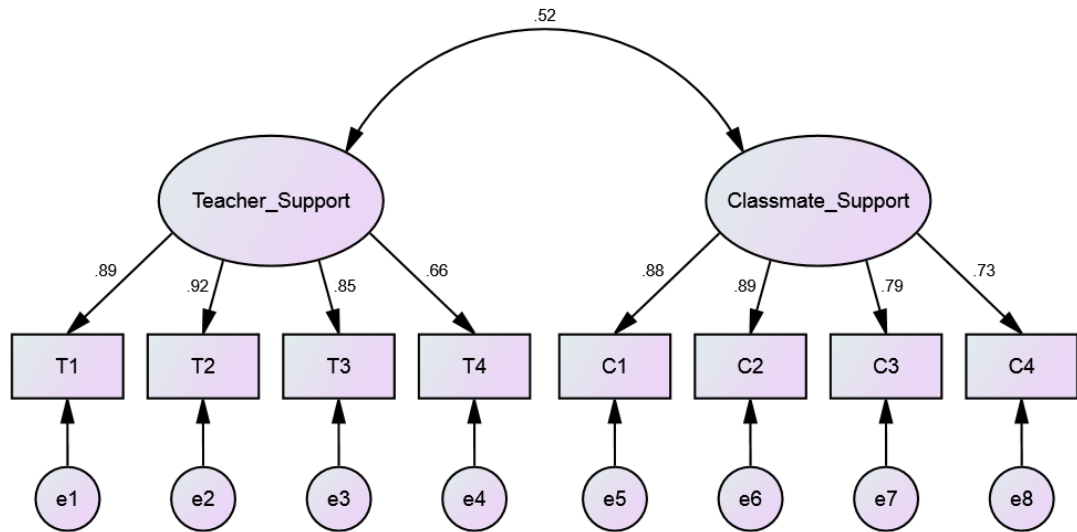 .52
Teacher_Support
Classmate_Support
.89
.92
.85
.66
.88
.89
.79
.73
T1
T2
T3
T4
C1
C2
C3
C4
e1
e2
e3
e4
e5
e6
e7
e8